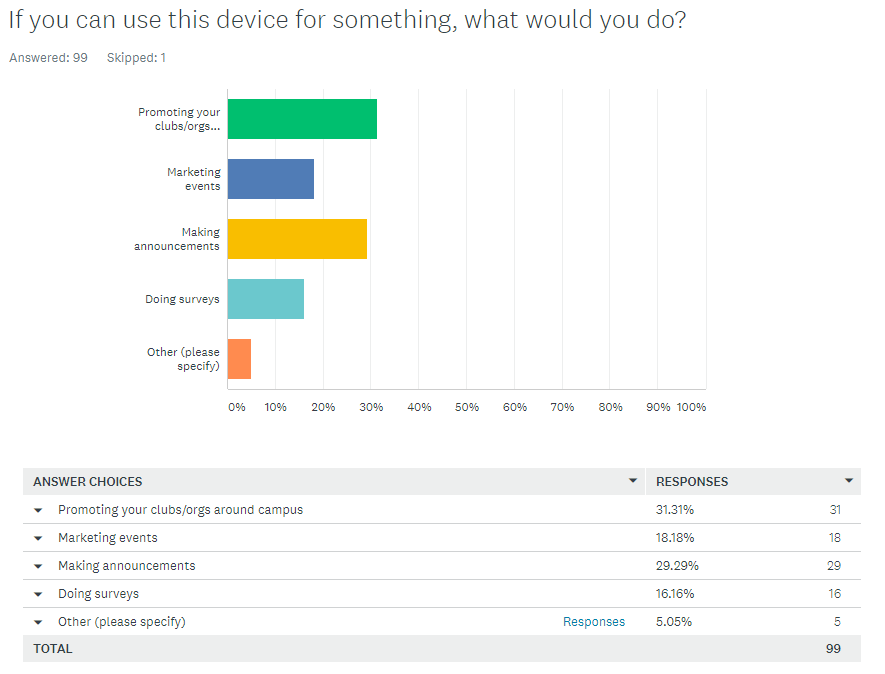 If you can use this device for something, what would you do?
Answered: 99 Skipped: 1
Promoting your
clubs/orgs...
Marketing
events
Making
announcements
Doing surveys
Other (please
specify)
0% 10% 20% 30% 40% 50% 60% 70% 80% 90% 100%
ANSWER CHOICES RESPONSES
Promoting your clubs/orgs around campus 31.31% 31
Marketing events 18.18% 18
Making announcements 29.29% 29
Doing surveys 16.16% 16
Other (please specify) Responses 5.05% 5
TOTAL 99